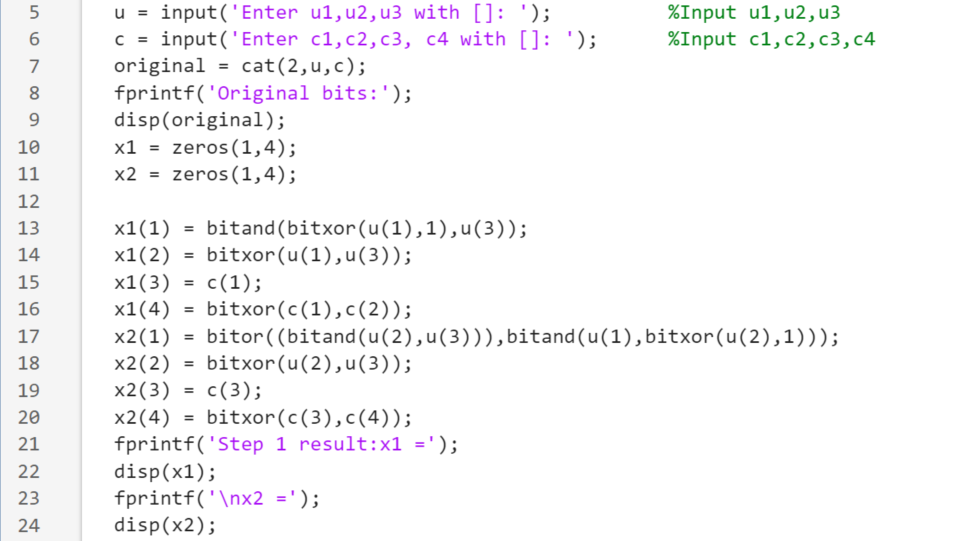 5 u = input('Enter u1,u2,u3 with []: '); %Input u1,u2,u3
6 c = input('Enter c1,c2,c3, c4 with []: '); %Input c1,c2,c3,c4
7 original = cat(2,u,c);
8 fprintf('Original bits:');
9 disp(original);
10 x1 = zeros(1,4);
11 x2 = zeros(1,4);
12
13 x1(1) = bitand(bitxor(u(1),1),u(3));
14 x1(2) = bitxor(u(1),u(3));
15 x1(3) = c(1);
16 x1(4) = bitxor(c(1),c(2));
17 x2(1) = bitor((bitand(u(2),u(3))),bitand(u(1),bitxor(u(2),1)));
18 x2(2) = bitxor(u(2),u(3));
19 x2(3) = c(3);
20 x2(4) = bitxor(c(3),c(4));
21 fprintf('Step 1 result:x1 =');
22 disp(x1);
23 fprintf('\nx2 =');
24 disp(x2);